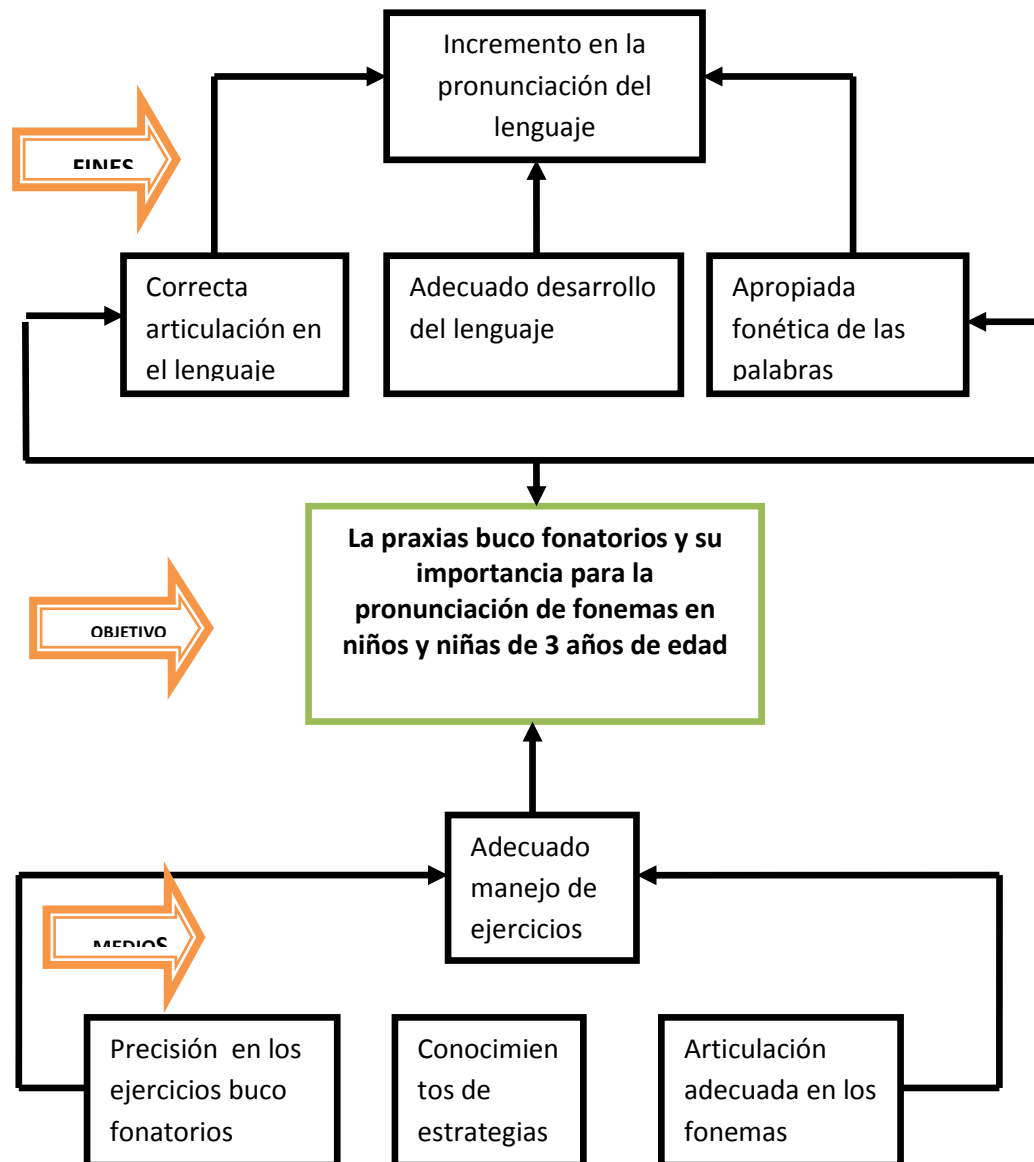 Incremento en la
pronunciación del
lenguaje
FINES
Correcta
articulación en
el lenguaje
Adecuado desarrollo
del lenguaje
Apropiada
fonética de las
palabras
La praxias buco fonatorios y su
importancia para la
pronunciación de fonemas en
niños y niñas de 3 años de edad
OBJETIVO
Adecuado
manejo de
ejercicios
MEDIOS
Precisión en los
ejercicios buco
fonatorios
Conocimien
tos de
estrategias
Articulación
adecuada en los
fonemas